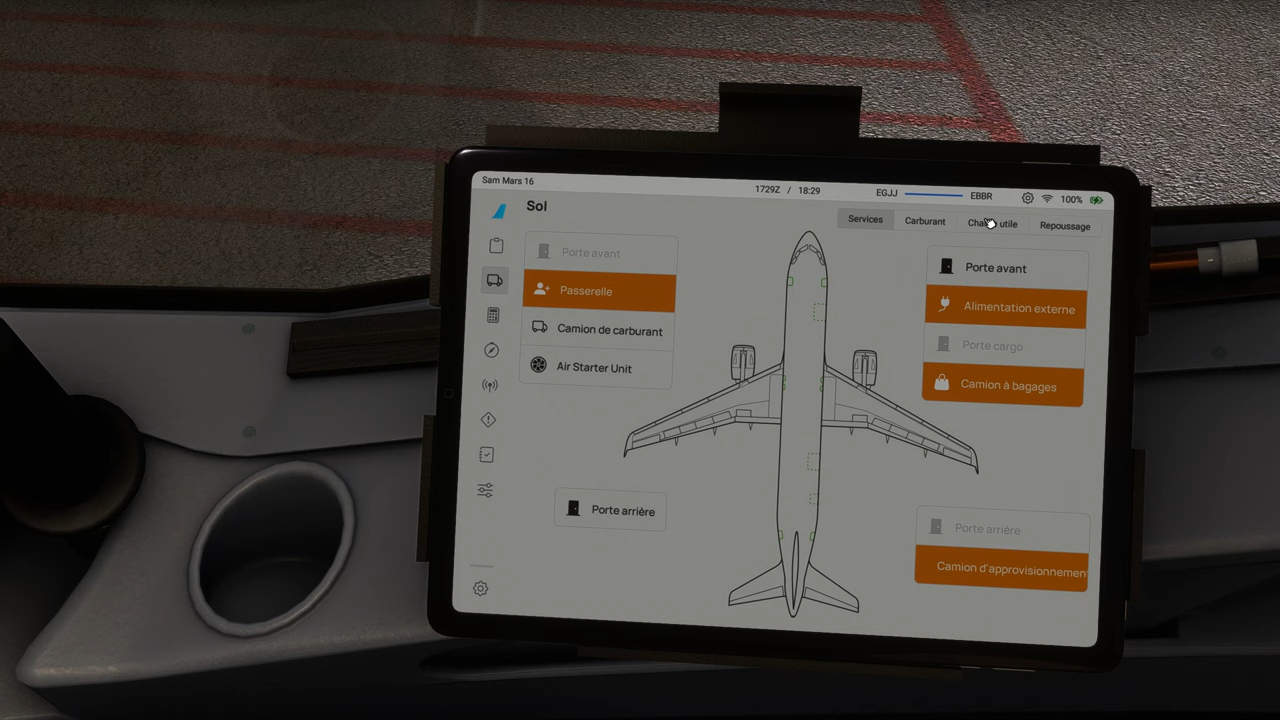 Sam Mars 16
1729Z / 18:29
EGJJ
EBBR
100%
Sol
Services
Carburant
utile
Repoussage
Porte avant
Passerelle
Camion de carburant
Air Starter Unit
Porte avant
Alimentation externe
Porte cargo
Camion à bagages
Porte arrière
Porte arrière
Camion d'approvisionnement